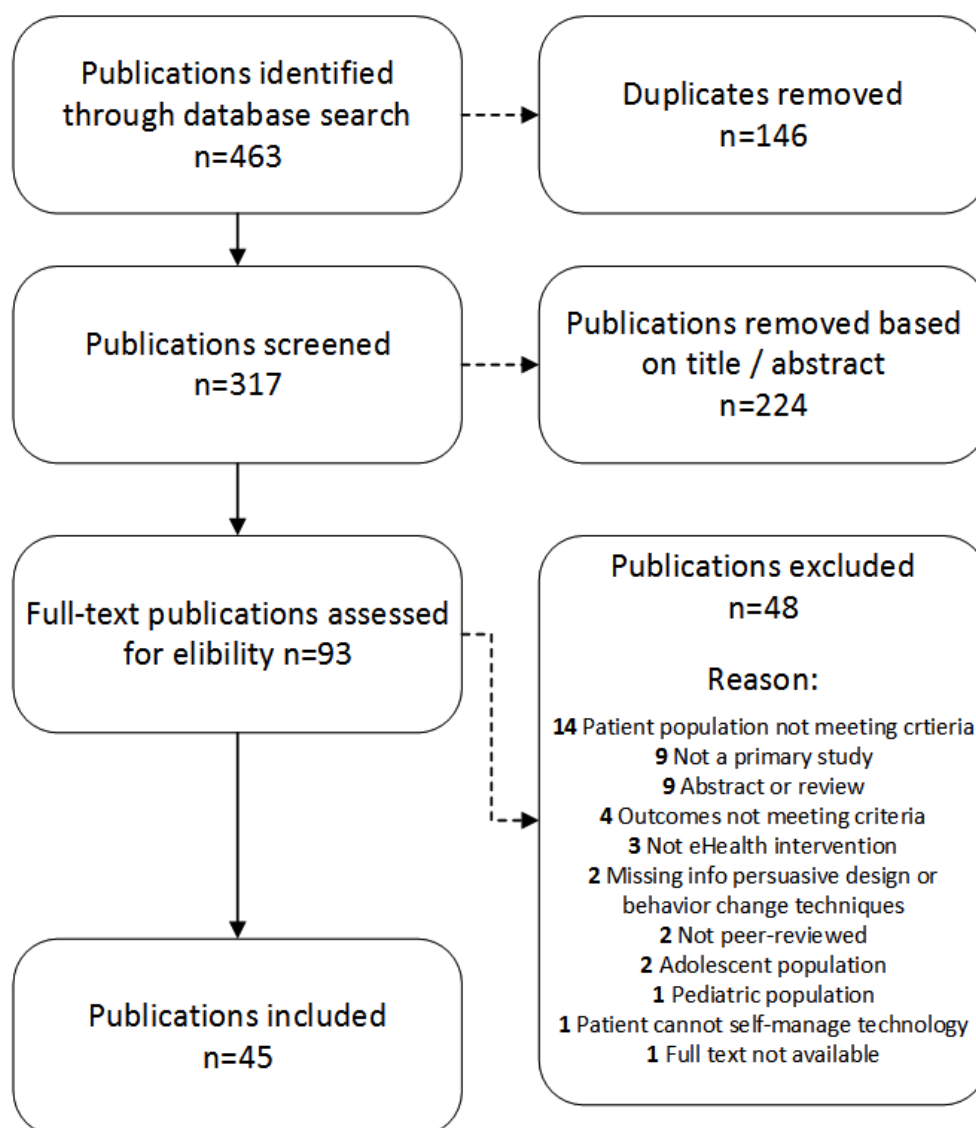 Publications identified
through database search
n=463
Duplicates removed
n=146
Publications screened
n=317
Publications removed based
on title / abstract
n=224
Full-text publications assessed
for elibility n=93
Publications excluded
n=48
Reason:
14 Patient population not meeting crtieria
9 Not a primary study
9 Abstract or review
4 Outcomes not meeting criteria
3 Not eHealth intervention
2 Missing info persuasive design or
behavior change techniques
2 Not peer-reviewed
2 Adolescent population
1 Pediatric population
1 Patient cannot self-manage technology
1 Full text not available
Publications included
n=45